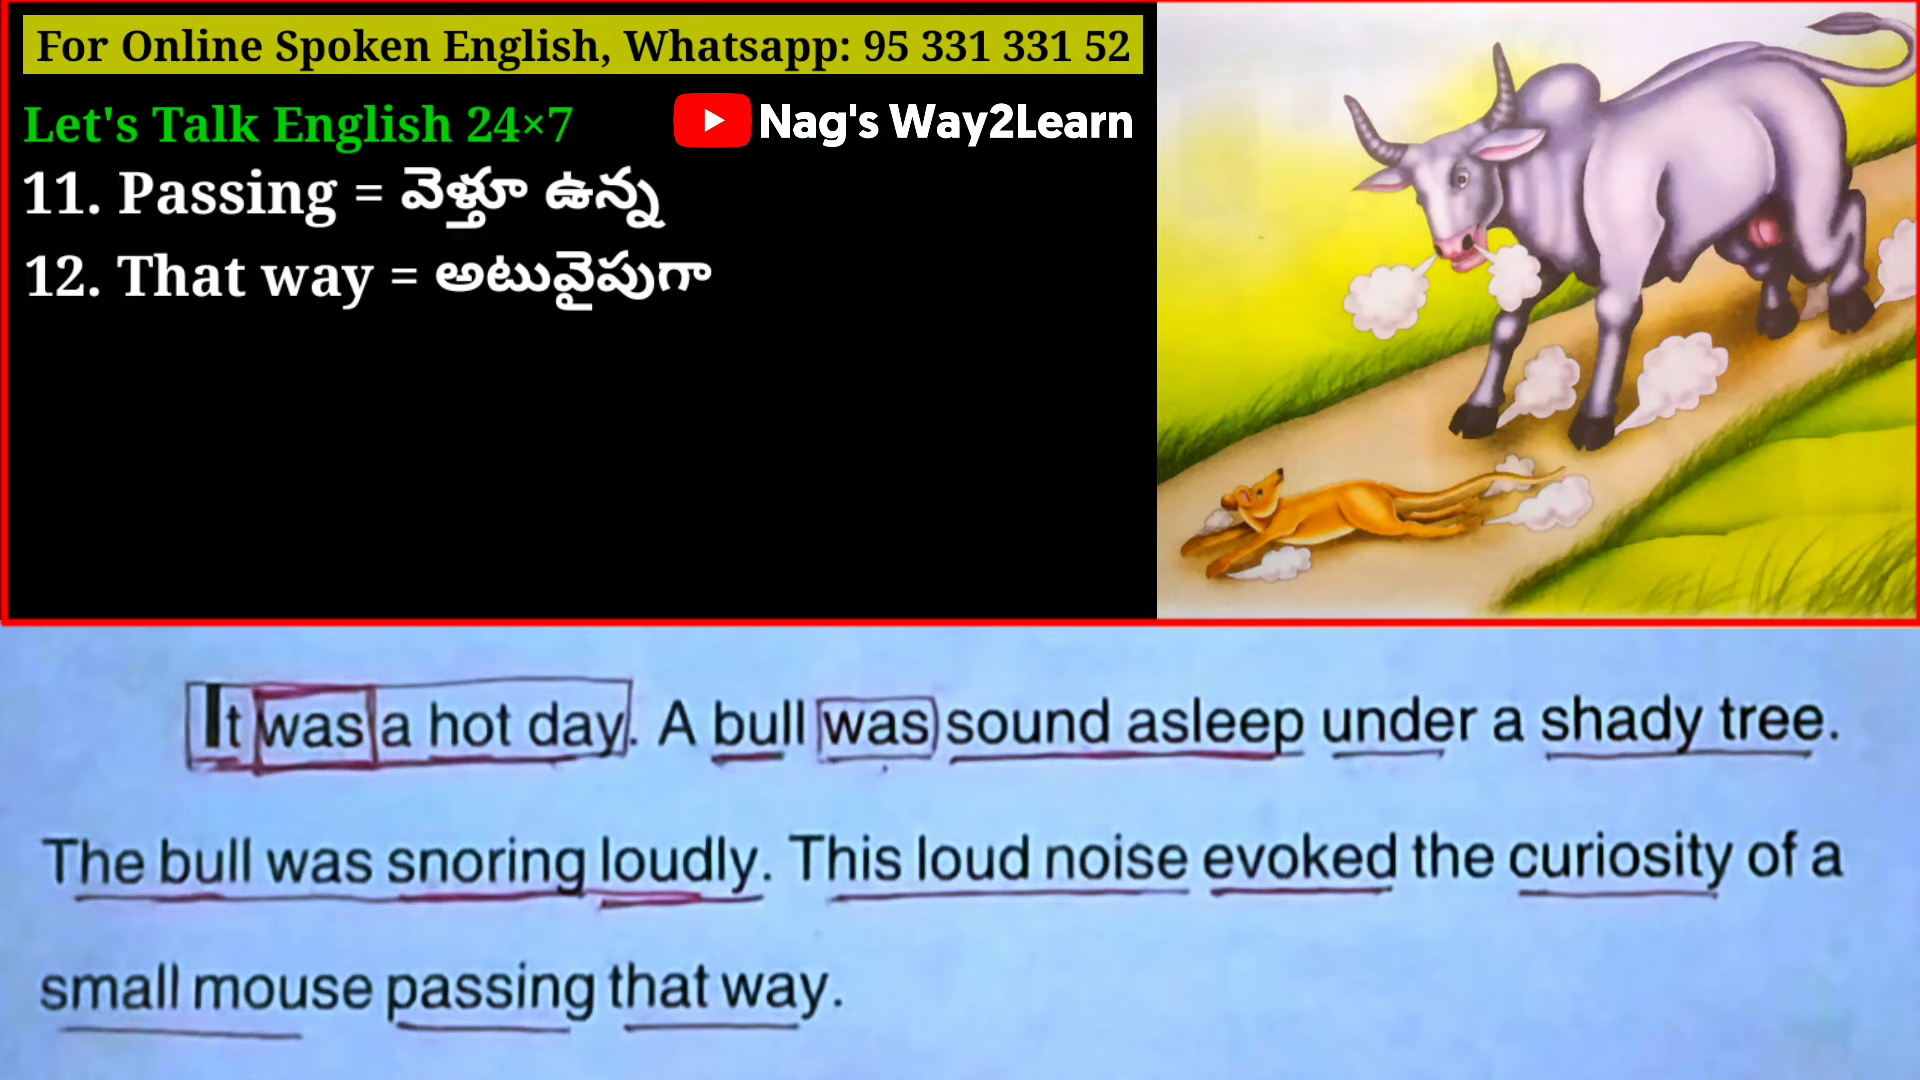 For Online Spoken English, Whatsapp: 95 331 331 52
Let's Talk English 24×7
Nag's Way2Learn
11. Passing = వెళ్తూ ఉన్న
12. That way = అటువైపుగా
It was a hot day. A bull was sound asleep under a shady tree.
The bull was snoring loudly. This loud noise evoked the curiosity of a
small mouse passing that way.